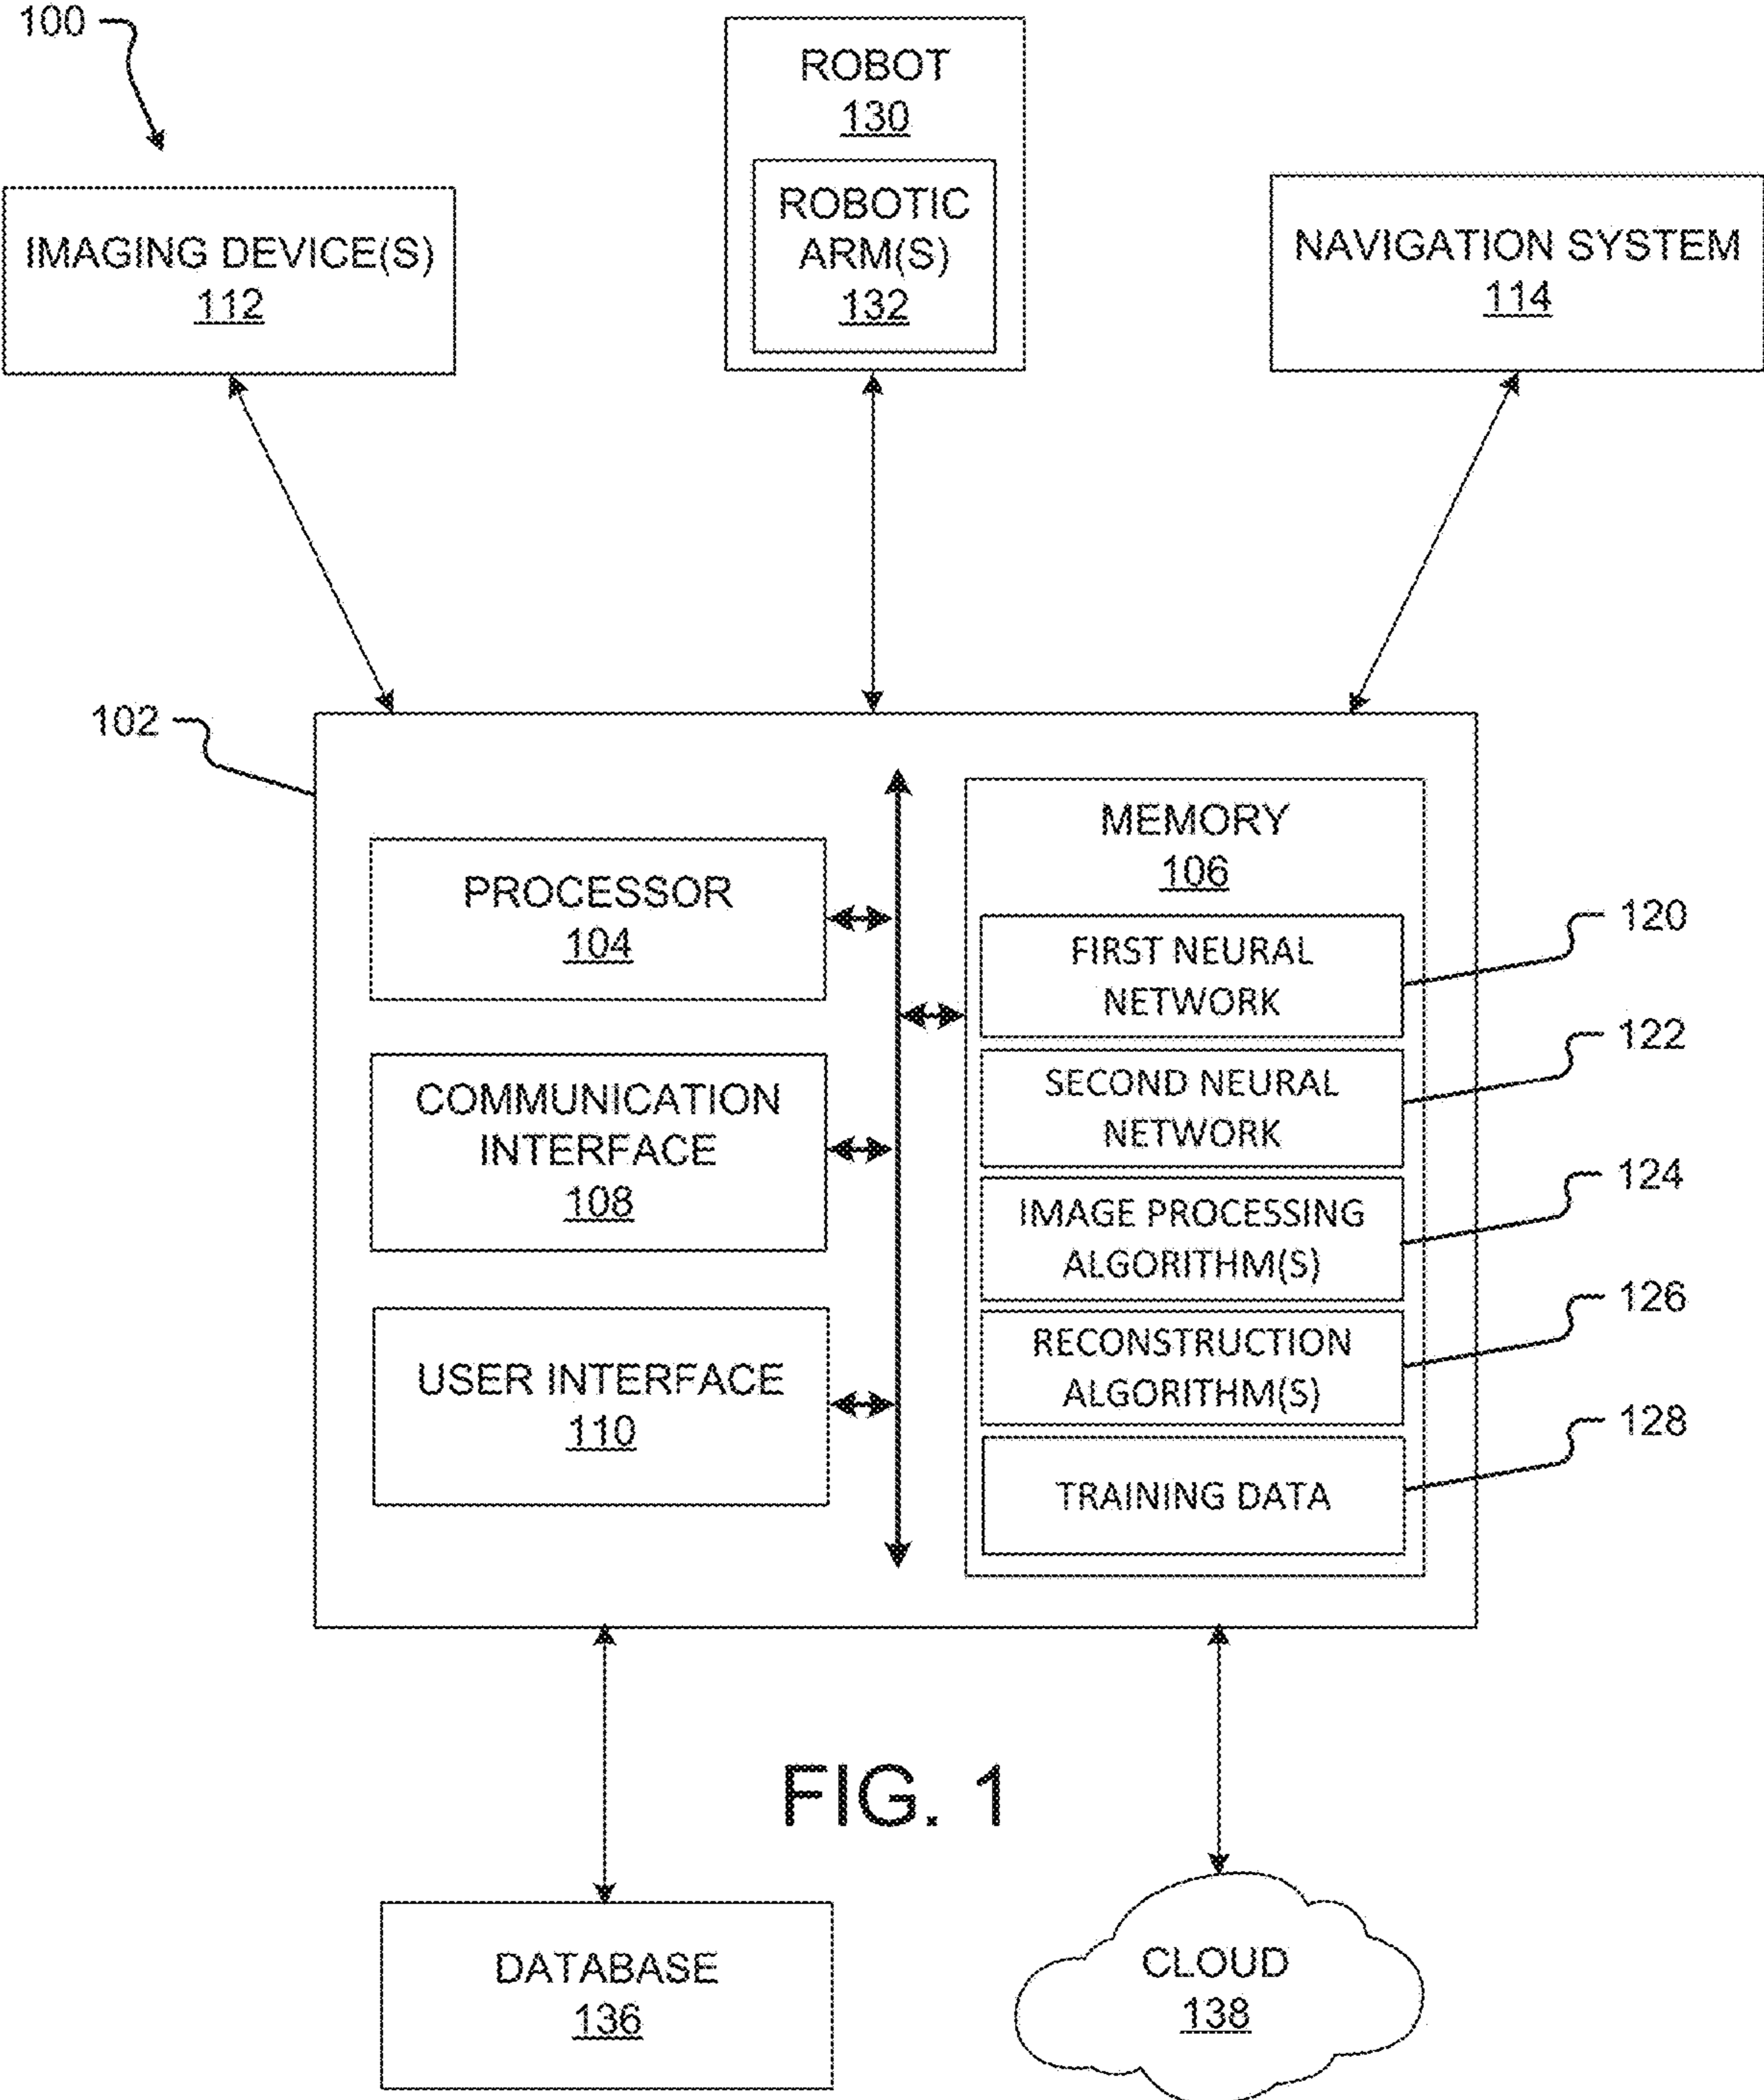 100
ROBOT
130
ROBOTIC
ARM(S)
132
IMAGING DEVICE(S)
112
NAVIGATION SYSTEM
114
102
PROCESSOR
104
COMMUNICATION
INTERFACE
108
USER INTERFACE
110
MEMORY
106
FIRST NEURAL
NETWORK
120
SECOND NEURAL
NETWORK
122
IMAGE PROCESSING
ALGORITHM(S)
124
RECONSTRUCTION
ALGORITHM(S)
126
TRAINING DATA
128
FIG. 1
DATABASE
136
CLOUD
138